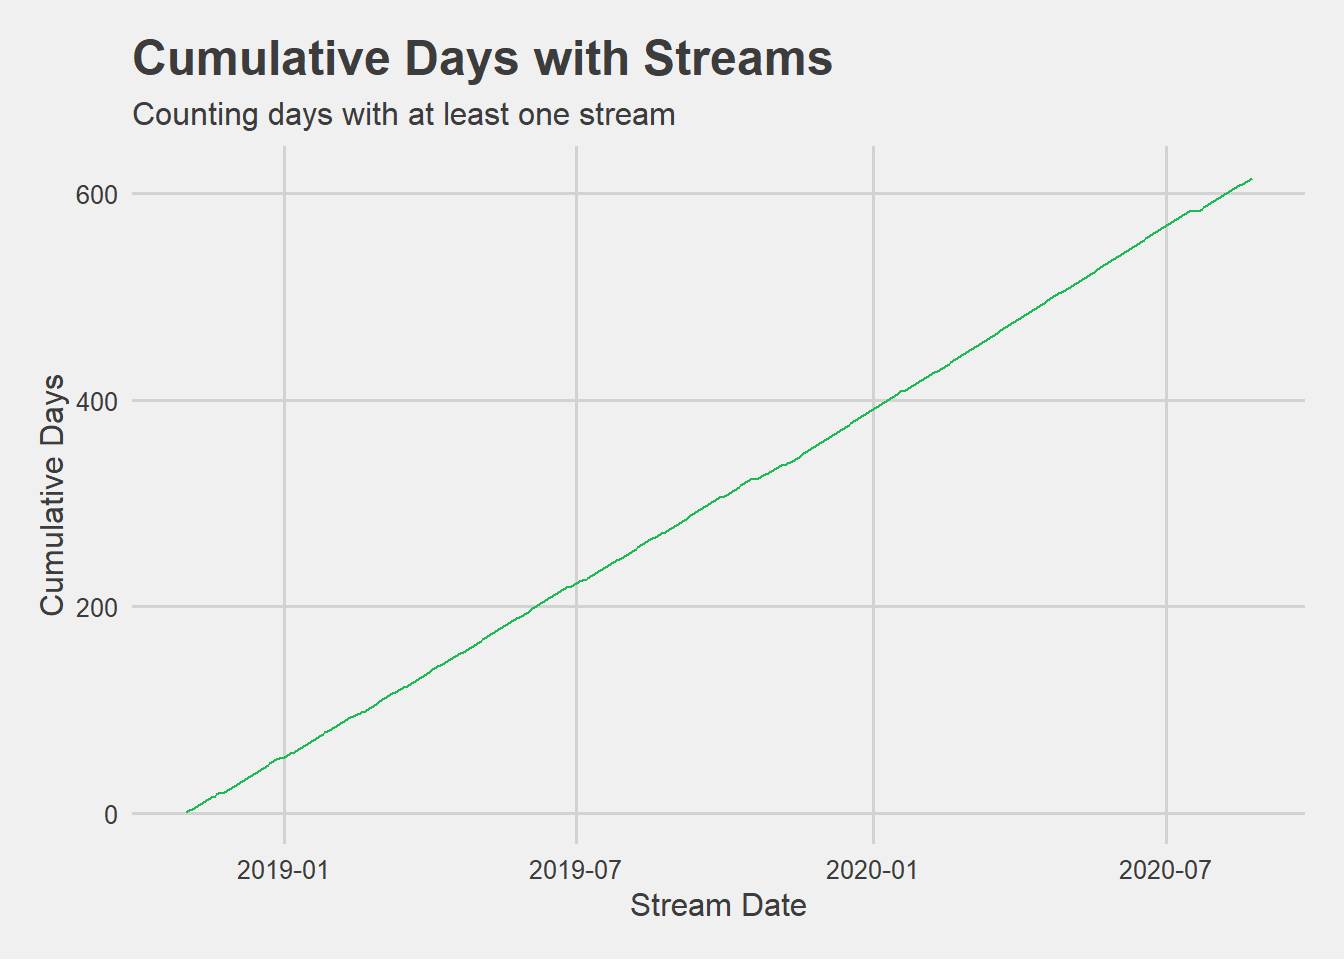 Cumulative Days with Streams
Counting days with at least one stream
Cumulative Days
600
400
200
0
2019-01 2019-07 2020-01 2020-07
Stream Date